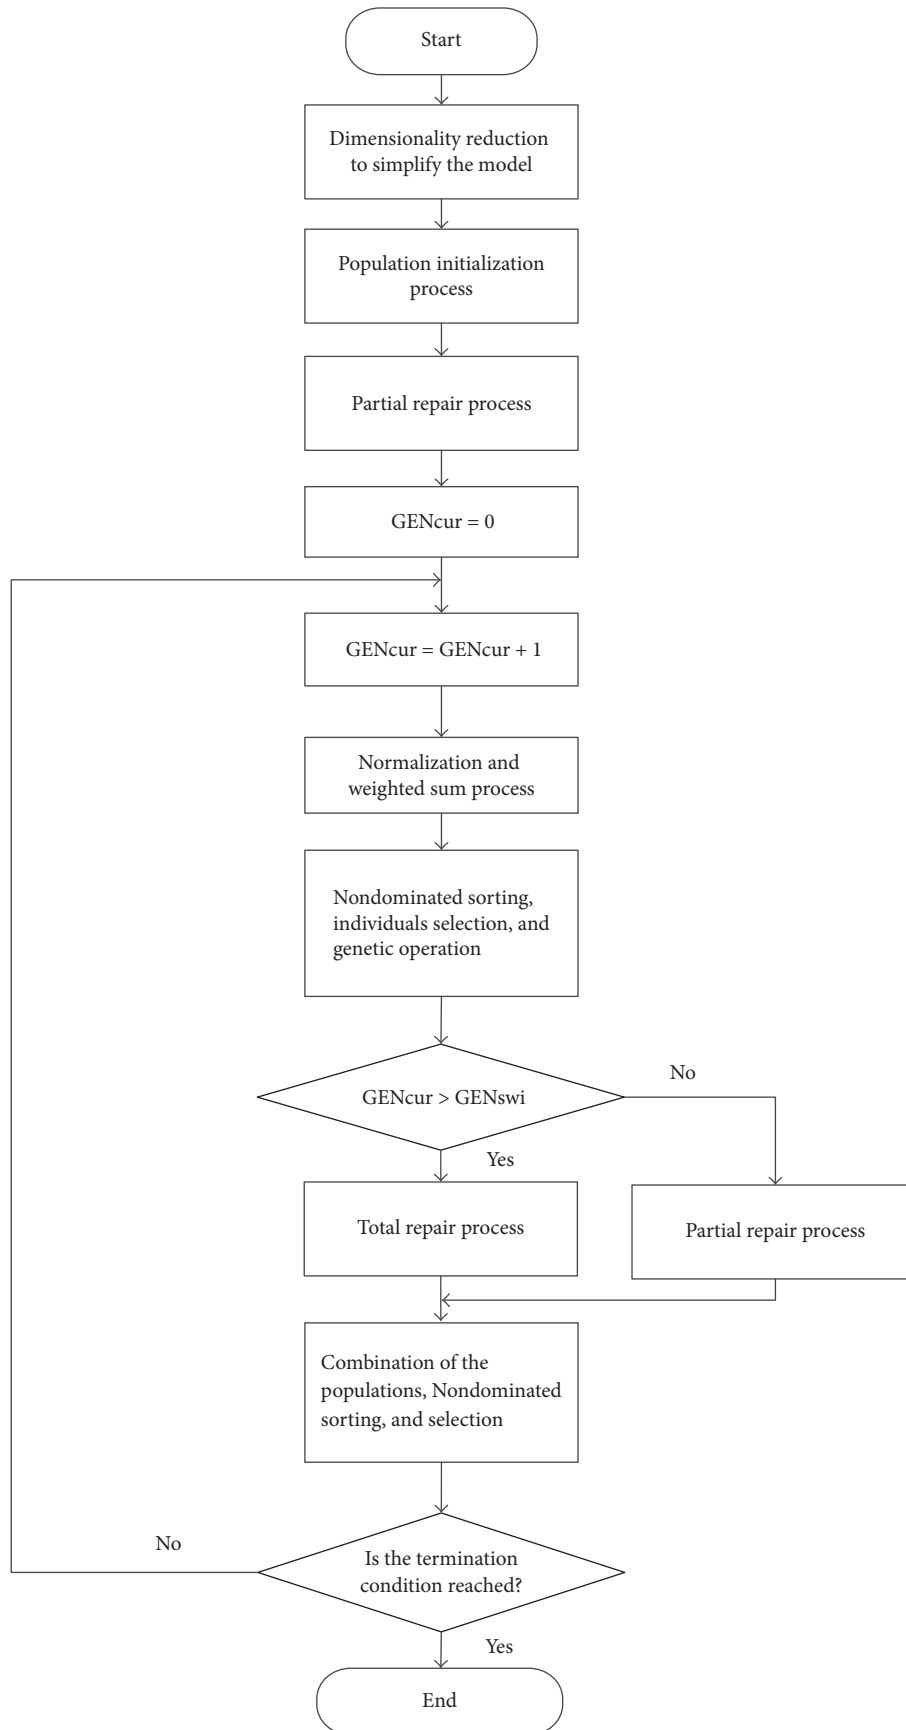 Start
Dimensionality reduction
to simplify the model
Population initialization
process
Partial repair process
GENcur = 0
GENcur = GENcur + 1
Normalization and
weighted sum process
Nondominated sorting,
individuals selection, and
genetic operation
GENcur > GENswi
No
Yes
Total repair process
Partial repair process
Combination of the
populations, Nondominated
sorting, and selection
No
Is the termination
condition reached?
Yes
End